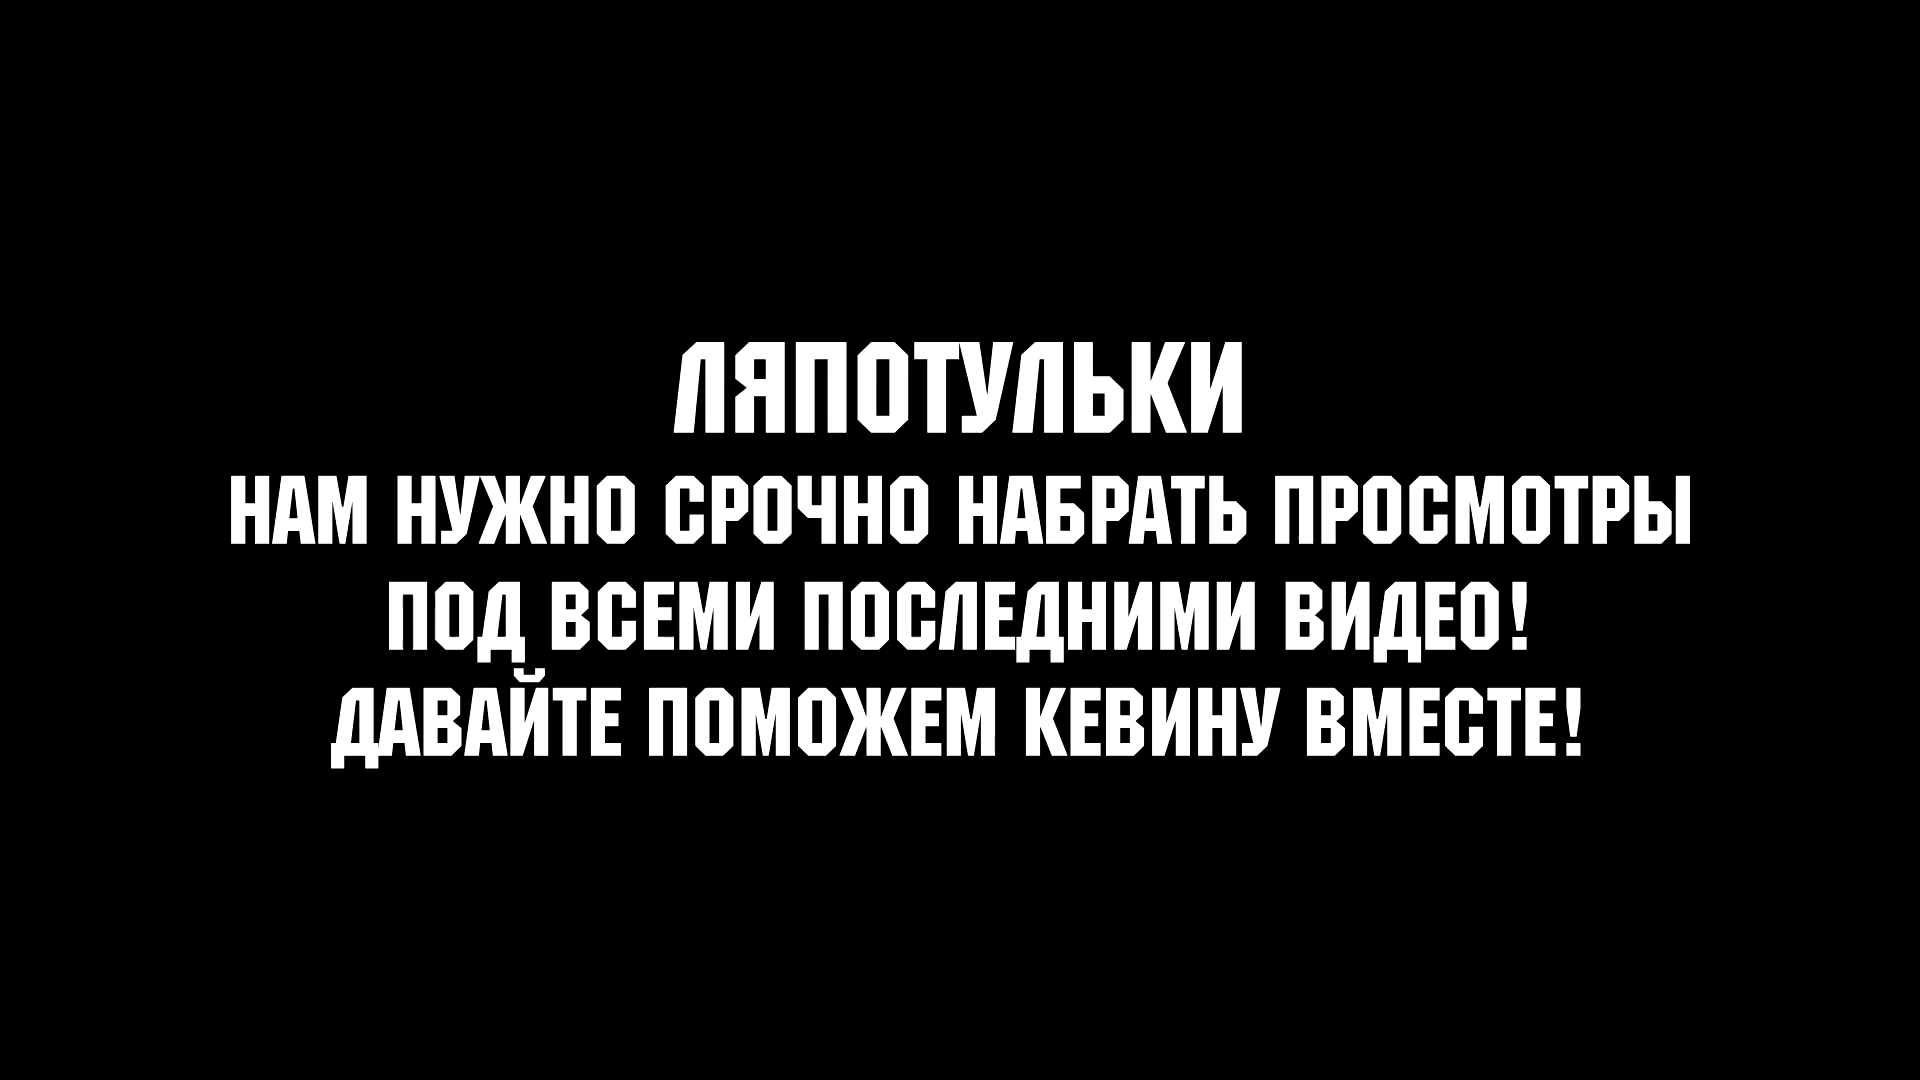 ЛЯПОТУЛЬКИ
НАМ НУЖНО СРОЧНО НАБРАТЬ ПРОСМОТРЫ
ПОД ВСЕМИ ПОСЛЕДНИМИ ВИДЕО!
ДАВАЙТЕ ПОМОЖЕМ КЕВИНУ ВМЕСТЕ!